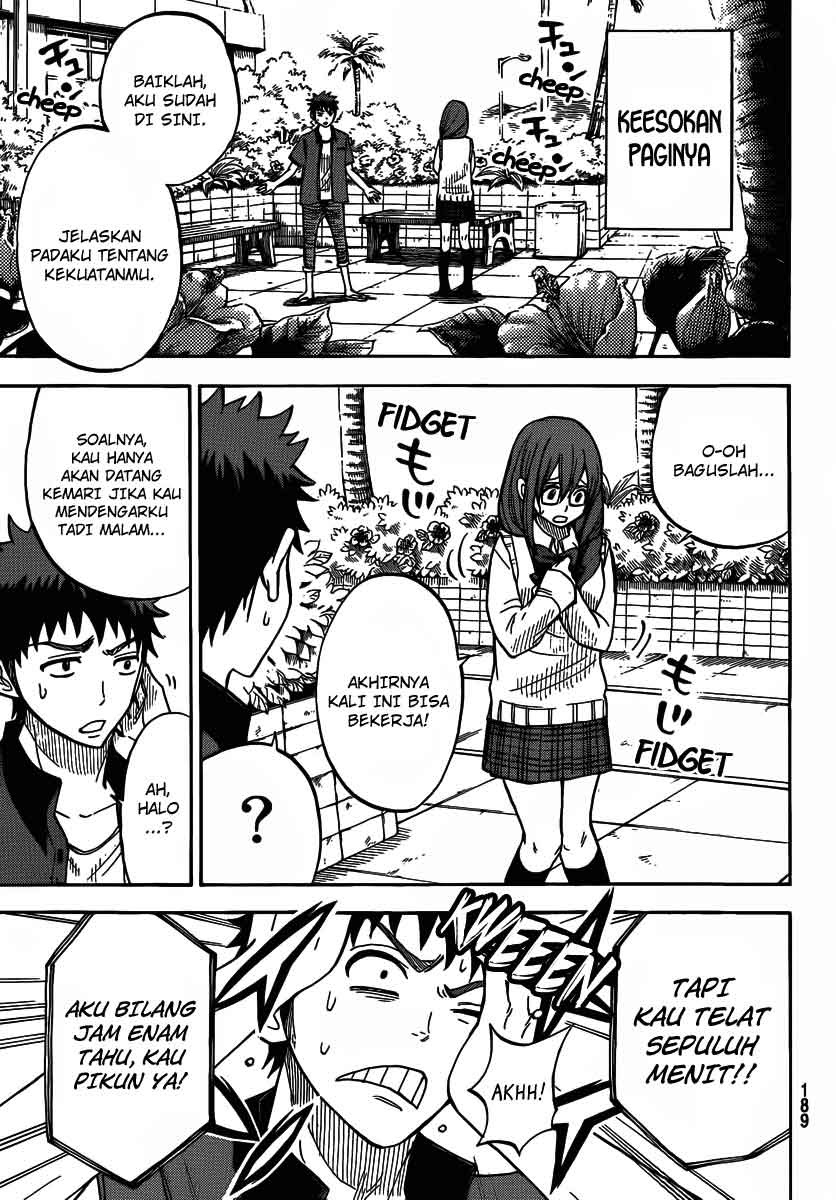 KEESOKAN
PAGINYA
チュン
cheep
チュン
cheep
cheep
BAIKLAH,
AKU SUDAH
DI SINI.
JELASKAN
PADAKU TENTANG
KEKUATANMU.
O-OH
BAGUSLAH...
FIDGET
もじ
もじ
FIDGET
AKHIRNYA
KALI INI BISA
BEKERJA!
?
SOALNYA,
KAU HANYA
AKAN DATANG
KEMARI JIKA KAU
MENDENGARKU
TADI MALAM...
AH,
HALO
...?
TAPI
KAU TELAT
SEPULUH
MENIT!!
KWEEEN
AKHH!
AKU BILANG
JAM ENAM
TAHU, KAU
PIKUN YA!
189